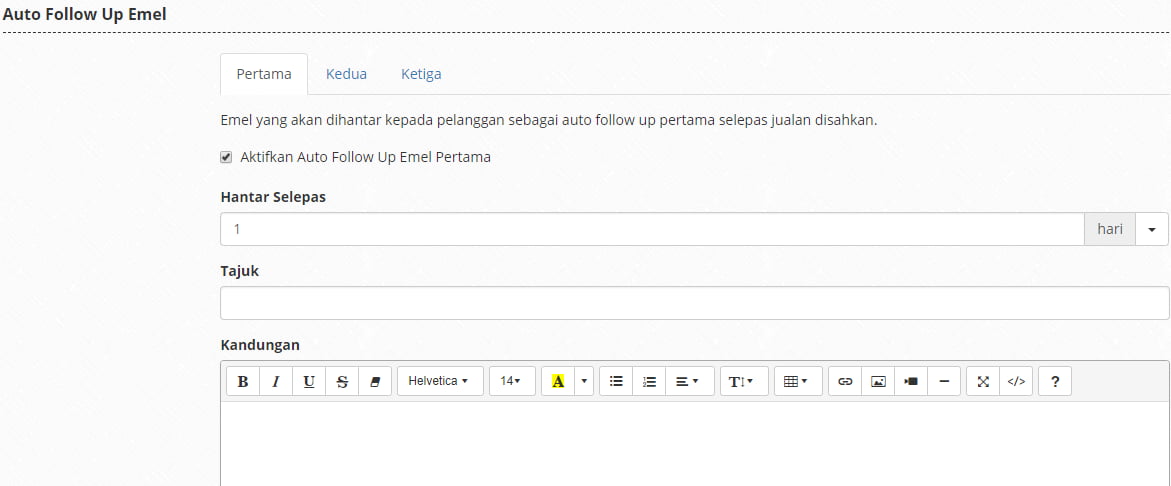 Auto Follow Up Emel
Pertama Kedua Ketiga
Emel yang akan dihantar kepada pelanggan sebagai auto follow up pertama selepas jualan disahkan.
Aktifkan Auto Follow Up Emel Pertama
Hantar Selepas
1 hari
Tajuk
Kandungan
B I U S Helvetica 14 A T </> ?